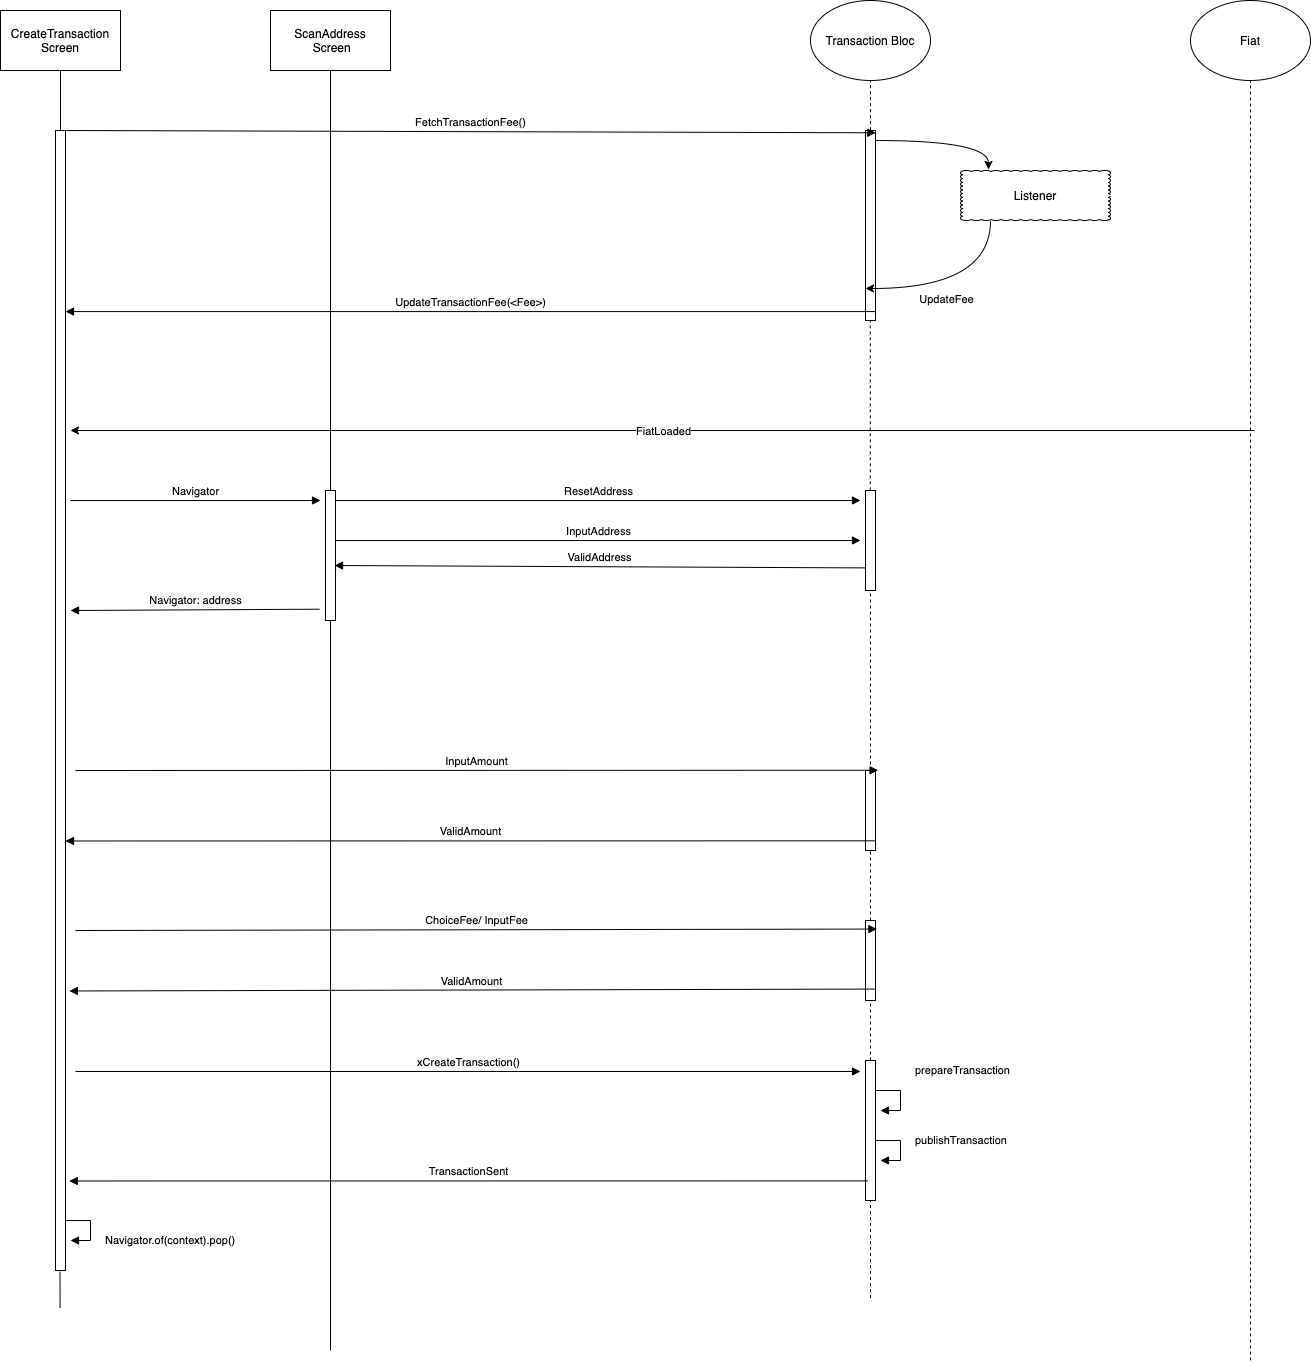 CreateTransaction
Screen
ScanAddress
Screen
Transaction Bloc
Fiat
FetchTransactionFee()
Listener
UpdateFee
UpdateTransactionFee(<Fee>)
FiatLoaded
Navigator
ResetAddress
InputAddress
ValidAddress
Navigator: address
InputAmount
ValidAmount
ChoiceFee/ InputFee
ValidAmount
xCreateTransaction()
prepareTransaction
publishTransaction
TransactionSent
Navigator.of(context).pop()